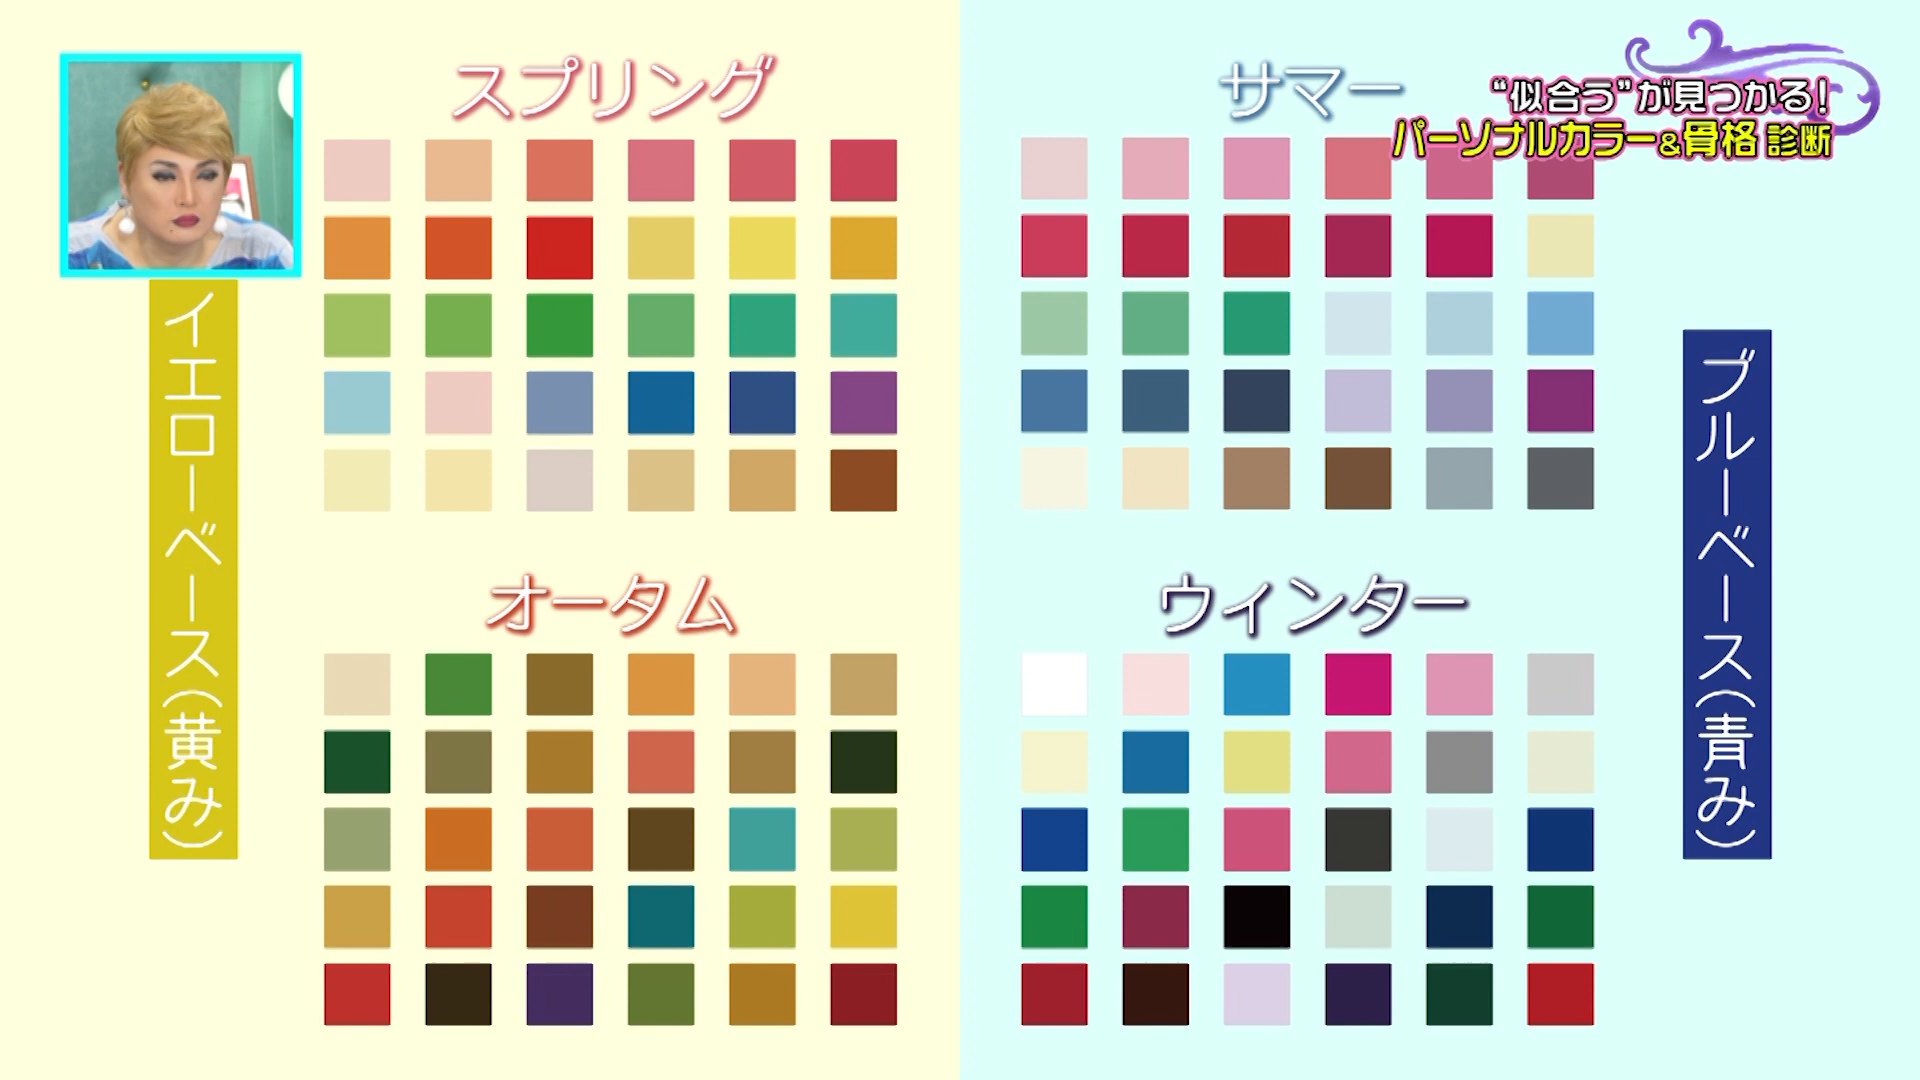 スプリング
サマー
“似合う”が見つかる!
パーソナルカラー&骨格 診断
イエローベース(黄み)
ブルーベース(青み)
オータム
ウィンター